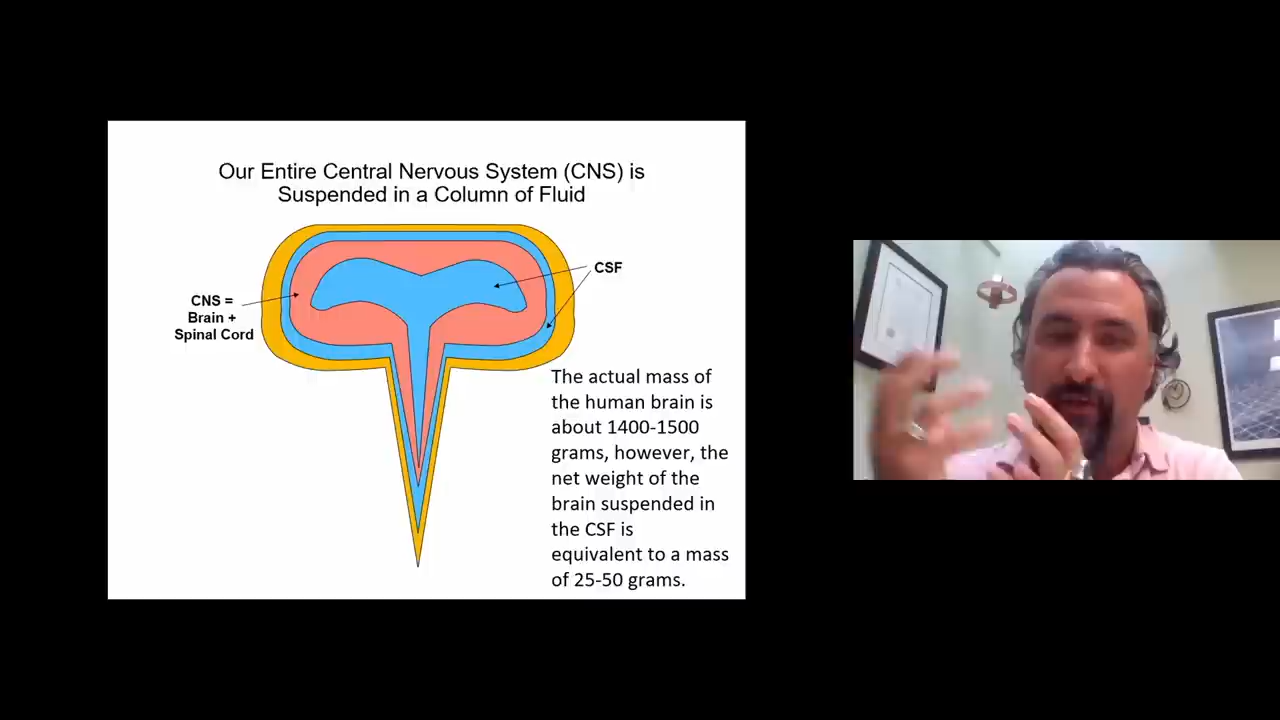 Our Entire Central Nervous System (CNS) is
Suspended in a Column of Fluid
CSF
CNS =
Brain +
Spinal Cord
The actual mass of
the human brain is
about 1400-1500
grams, however, the
net weight of the
brain suspended in
the CSF is
equivalent to a mass
of 25-50 grams.